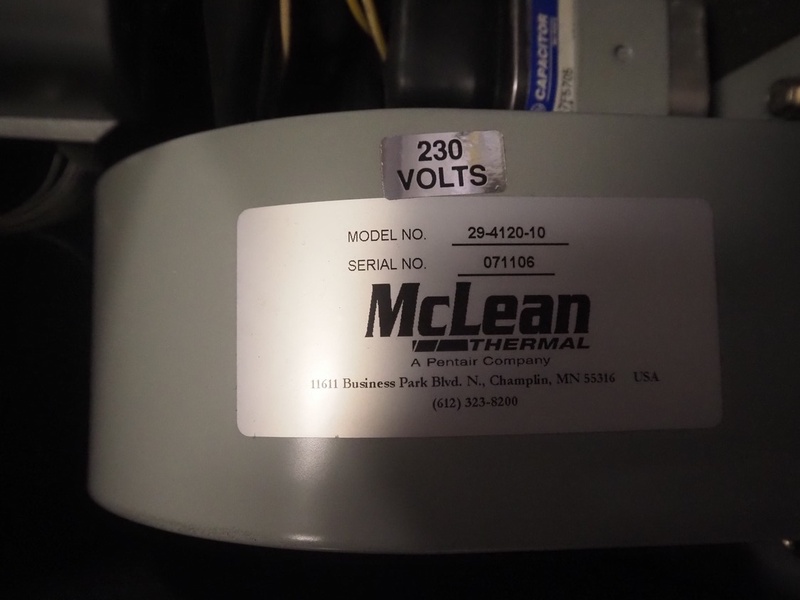 CAPACITOR
230
VOLTS
MODEL NO. 29-4120-10
SERIAL NO. 071106
McLean
THERMAL
A Pentair Company
11611 Business Park Blvd. N., Champlin, MN 55316 USA
(612) 323-8200